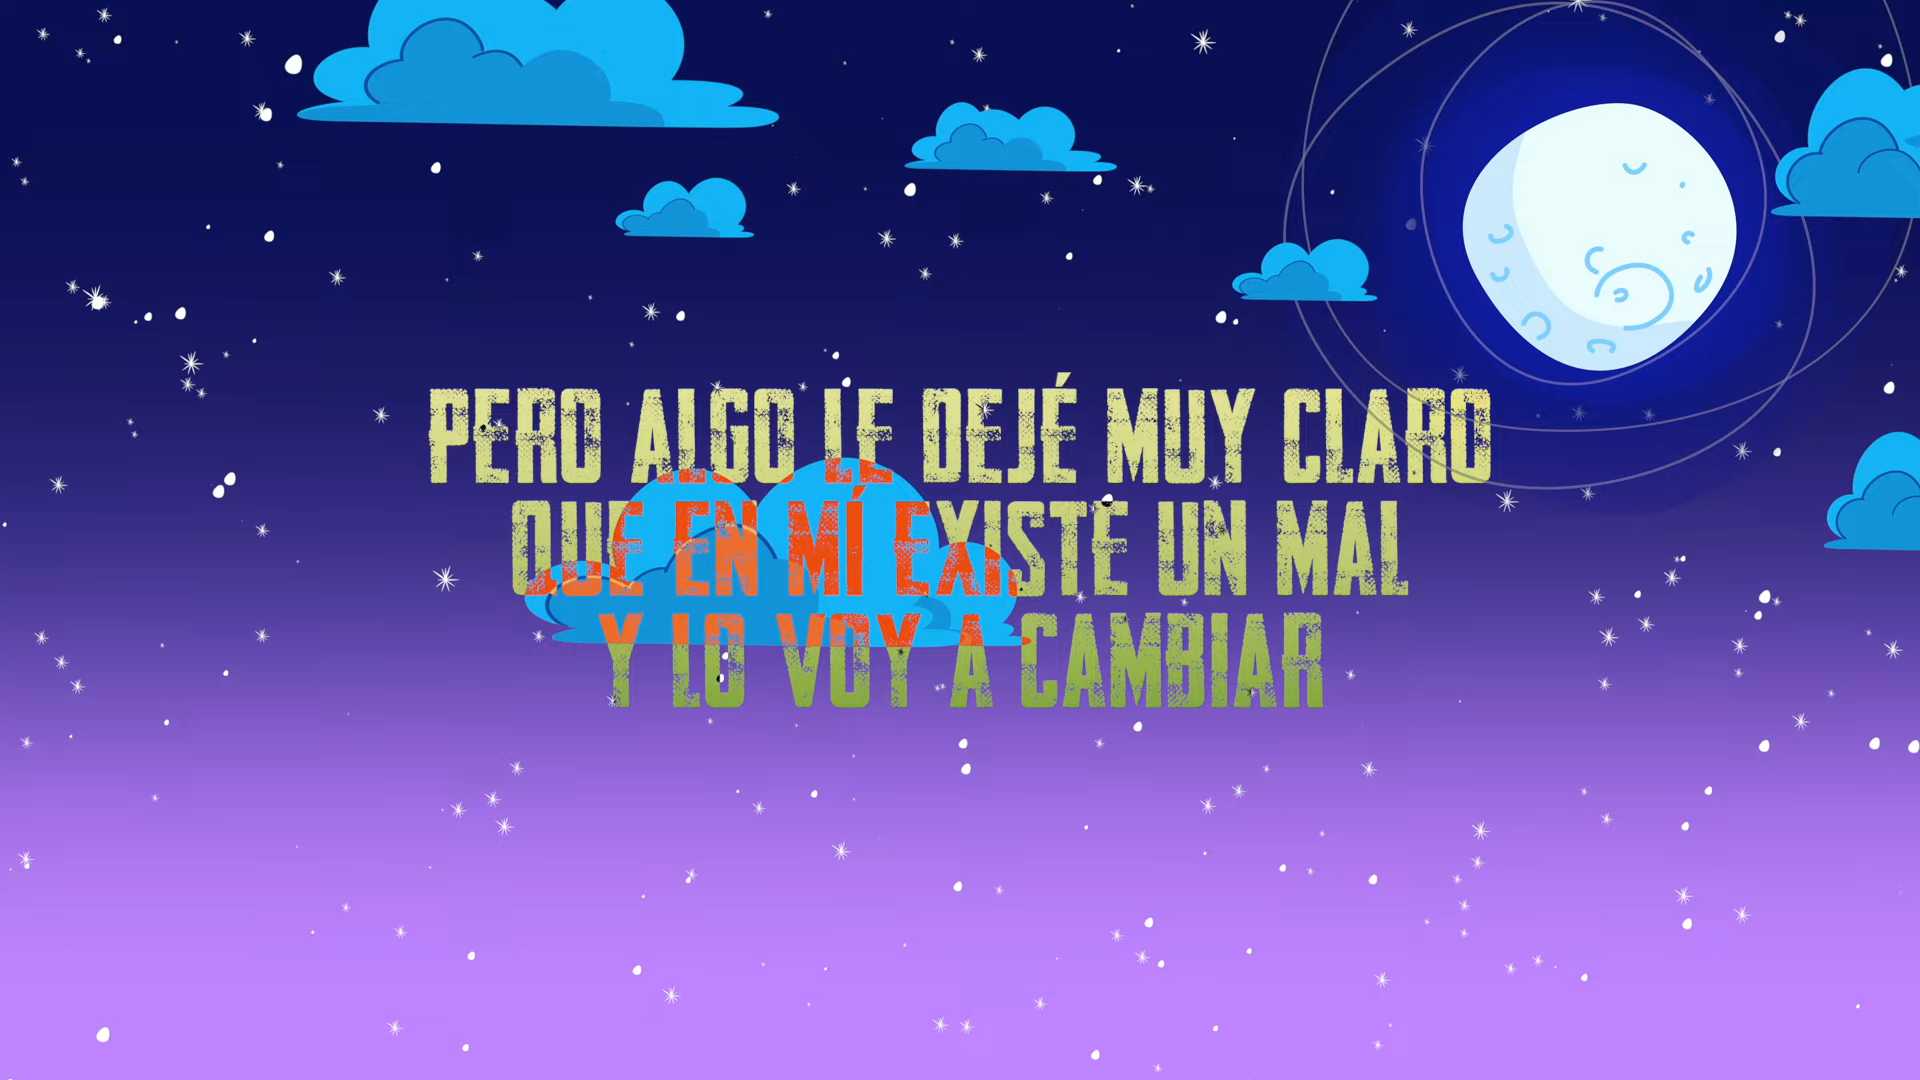 PERO ALGO LE DEJÉ MUY CLARO
QUE EN MÍ EXISTE UN MAL
Y LO VOY A CAMBIAR